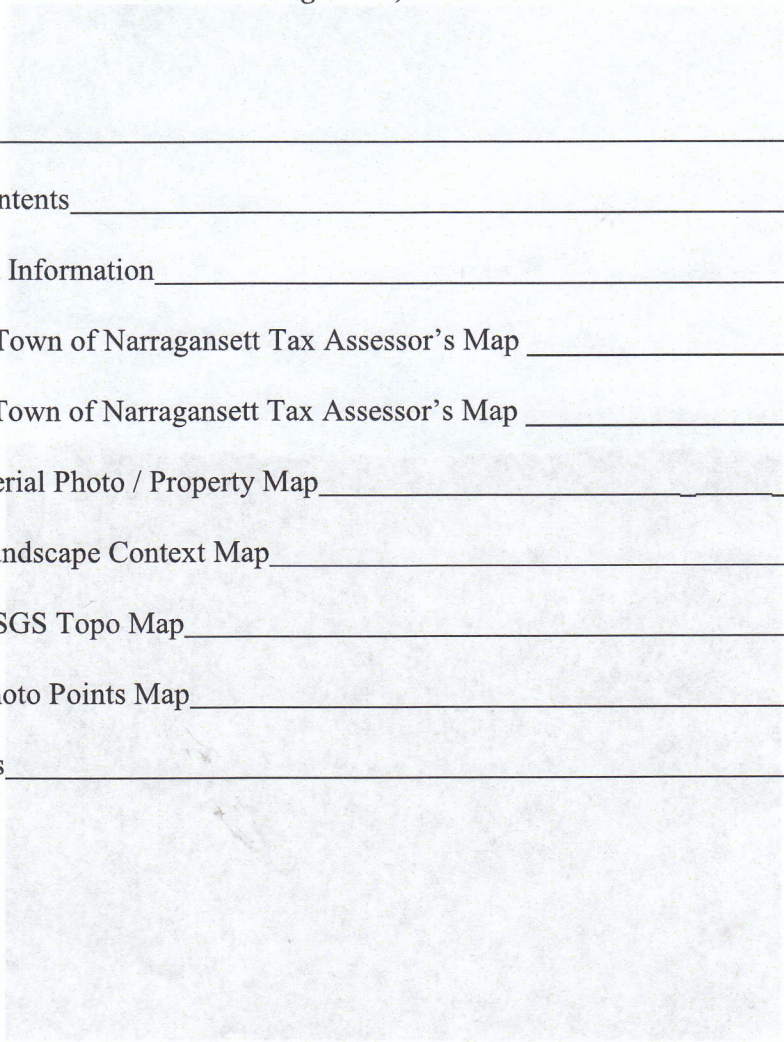 ntents
Information
Town of Narragansett Tax Assessor's Map
Town of Narragansett Tax Assessor's Map
erial Photo / Property Map
ndscape Context Map
SGS Topo Map
oto Points Map
s